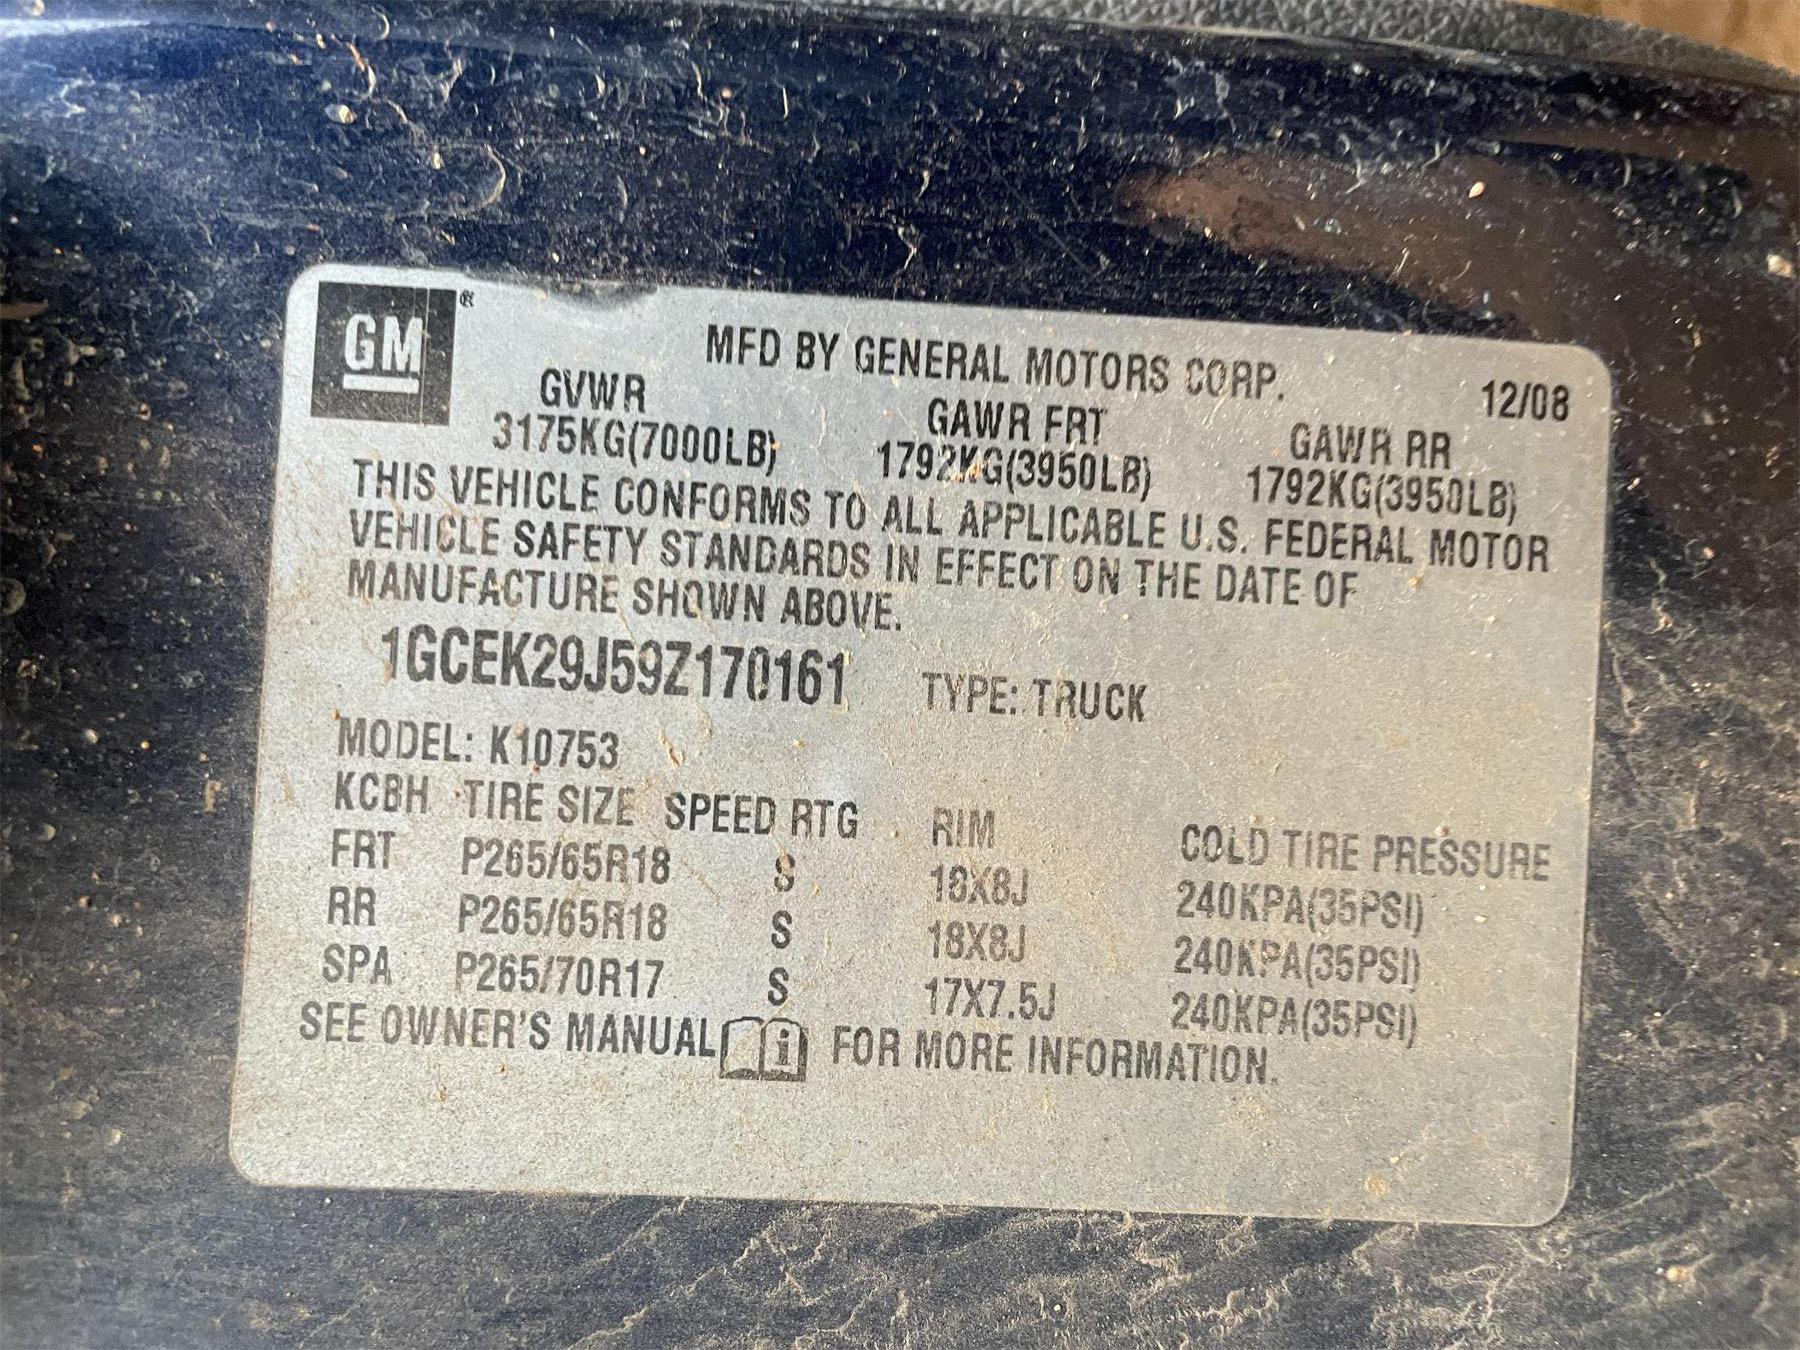 GM
MFD BY GENERAL MOTORS CORP.
12/08
GVWR GAWR FRT GAWR RR
3175KG(7000LB) 1792KG(3950LB) 1792KG(3950LB)
THIS VEHICLE CONFORMS TO ALL APPLICABLE U.S. FEDERAL MOTOR
VEHICLE SAFETY STANDARDS IN EFFECT ON THE DATE OF
MANUFACTURE SHOWN ABOVE.
1GCEK29J59Z170161 TYPE: TRUCK
MODEL: K10753
KCBH TIRE SIZE SPEED RTG RIM COLD TIRE PRESSURE
FRT P265/65R18 S 18X8J 240KPA(35PSI)
RR P265/65R18 S 18X8J 240KPA(35PSI)
SPA P265/70R17 S 17X7.5J 240KPA(35PSI)
SEE OWNER'S MANUAL i FOR MORE INFORMATION.